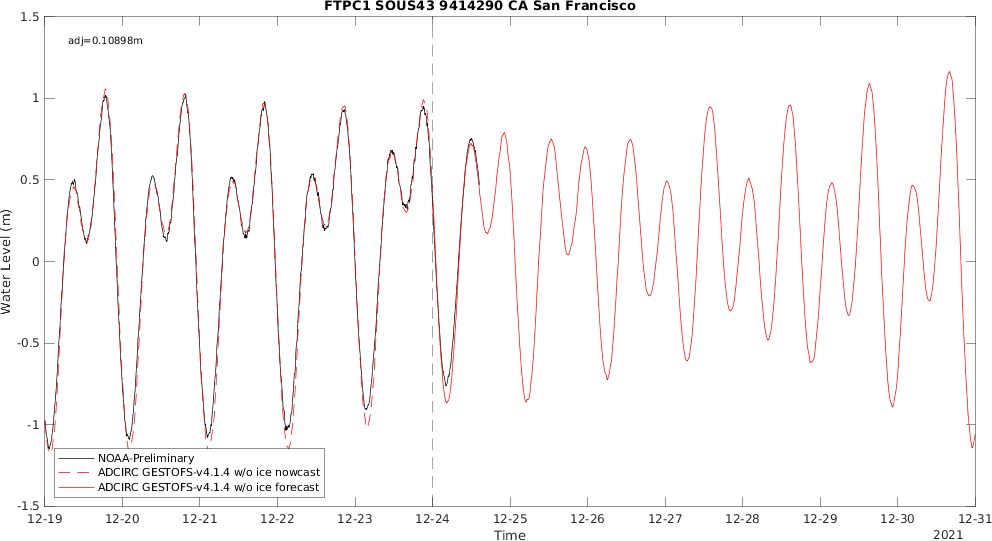 FTPC1 SOUS43 9414290 CA San Francisco
adj=0.10898m
1.5
1
0.5
0
-0.5
-1
-1.5
Water Level (m)
NOAA-Preliminary
ADCIRC GESTOFS-v4.1.4 w/o ice nowcast
ADCIRC GESTOFS-v4.1.4 w/o ice forecast
12-19 12-20 12-21 12-22 12-23 12-24 12-25 12-26 12-27 12-28 12-29 12-30 12-31
Time
2021